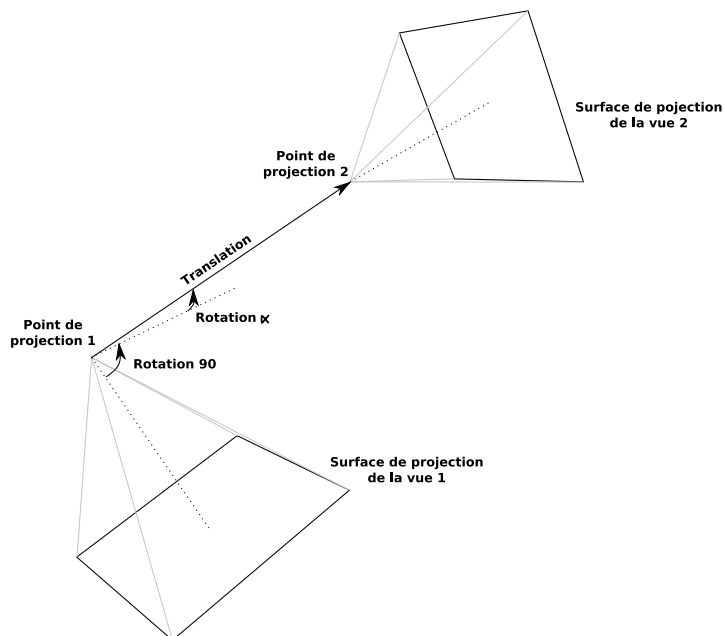 Surface de pojection
de la vue 2
Point de
projection 2
Translation
Rotation α
Point de
projection 1
Rotation 90
Surface de projection
de la vue 1